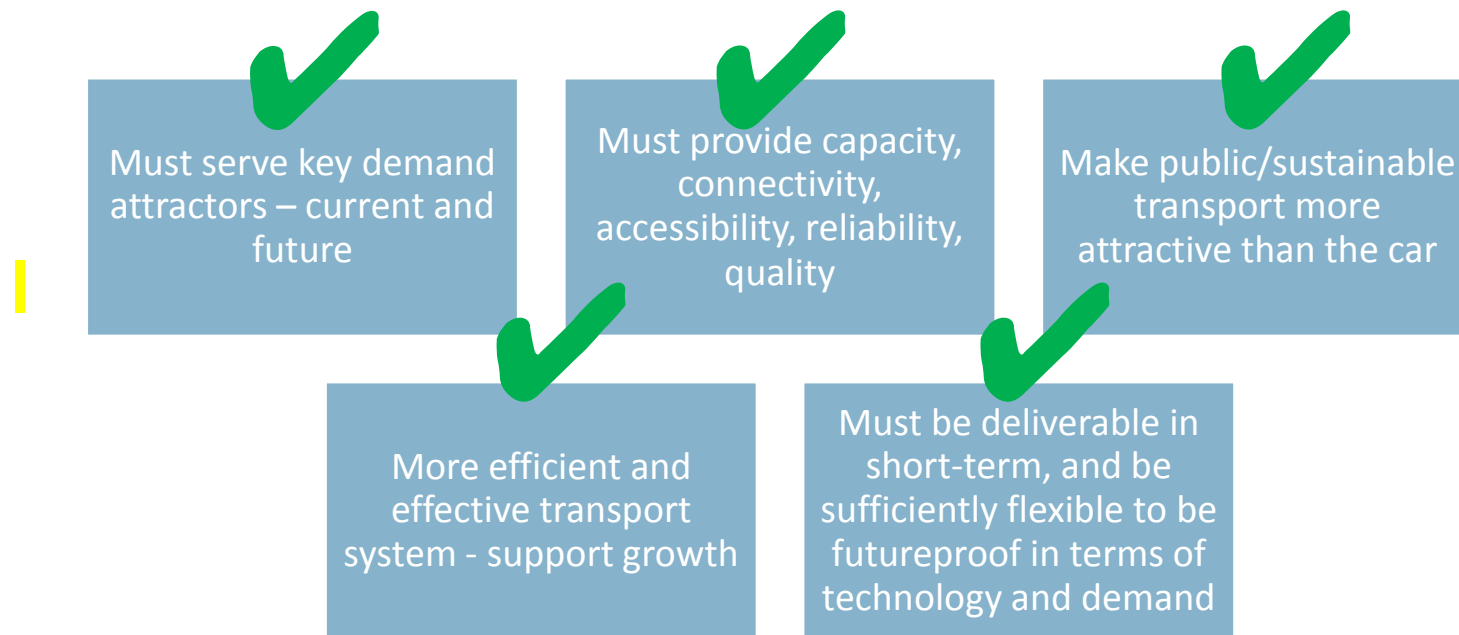 Must serve key demand
attractors – current and
future
Must provide capacity,
connectivity,
accessibility, reliability,
quality
Make public/sustainable
transport more
attractive than the car
More efficient and
effective transport
system - support growth
Must be deliverable in
short-term, and be
sufficiently flexible to be
futureproof in terms of
technology and demand